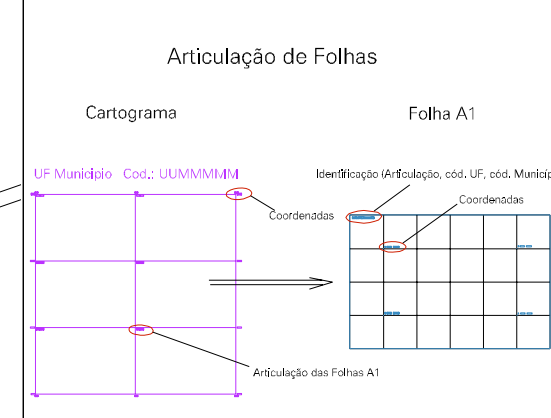 Articulação de Folhas
Cartograma
Folha A1
UF Municipio Cod.: UUMMMMM
Identificação (Articulação, cód. UF, cód. Municíp
Coordenadas
Coordenadas
Articulação das Folhas A1